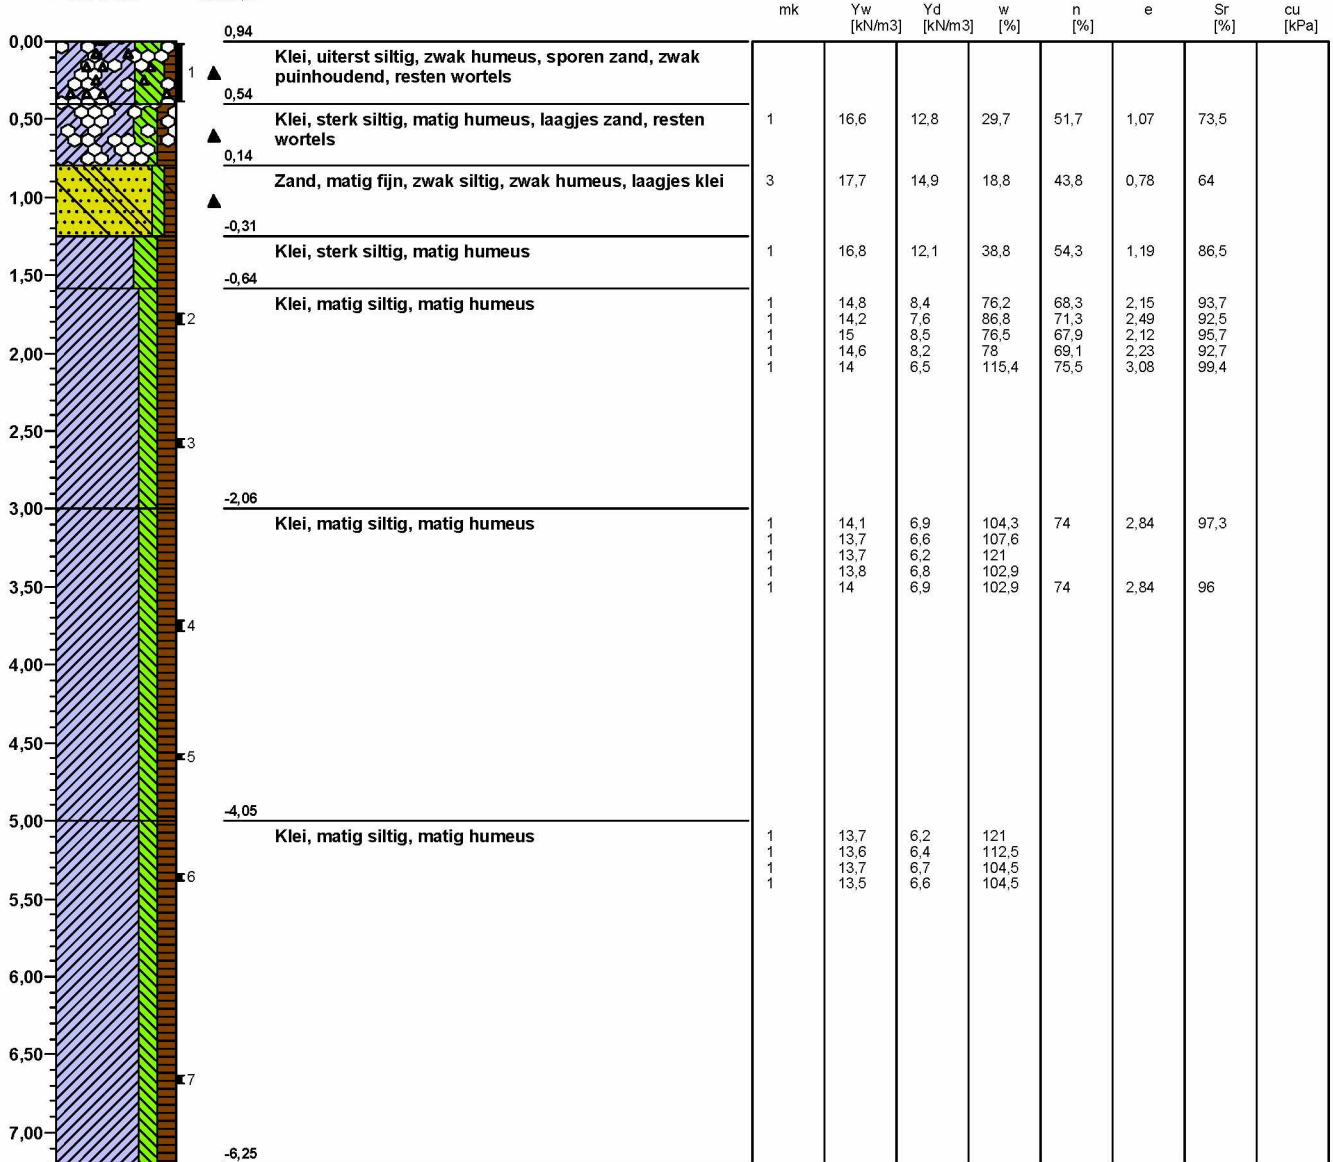 mk Yw Yd w n e Sr cu
[kN/m3] [kN/m3] [%] [%] [%] [kPa]
0,94
0,00
Klei, uiterst siltig, zwak humeus, sporen zand, zwak
1
puinhoudend, resten wortels
0,54
0,50 Klei, sterk siltig, matig humeus, laagjes zand, resten 1 16,6 12,8 29,7 51,7 1,07 73,5
wortels
0,14
Zand, matig fijn, zwak siltig, zwak humeus, laagjes klei 3 17,7 14,9 18,8 43,8 0,78 64
1,00
-0,31
Klei, sterk siltig, matig humeus 1 16,8 12,1 38,8 54,3 1,19 86,5
1,50
-0,64
Klei, matig siltig, matig humeus 1 14,8 8,4 76,2 68,3 2,15 93,7
2 1 14,2 7,6 86,8 71,3 2,49 92,5
1 15 8,5 76,5 67,9 2,12 95,7
2,00 1 14,6 8,2 78 69,1 2,23 92,7
1 14 6,5 115,4 75,5 3,08 99,4
2,50
3
-2,06
3,00
Klei, matig siltig, matig humeus 1 14,1 6,9 104,3 74 2,84 97,3
1 13,7 6,6 107,6
1 13,7 6,2 121
1 13,8 6,8 102,9
3,50 1 14 6,9 102,9 74 2,84 96
4
4,00
4,50
5
-4,05
5,00
Klei, matig siltig, matig humeus 1 13,7 6,2 121
1 13,6 6,4 112,5
1 13,7 6,7 104,5
6 1 13,5 6,6 104,5
5,50
6,00
6,50
7
7,00
-6,25